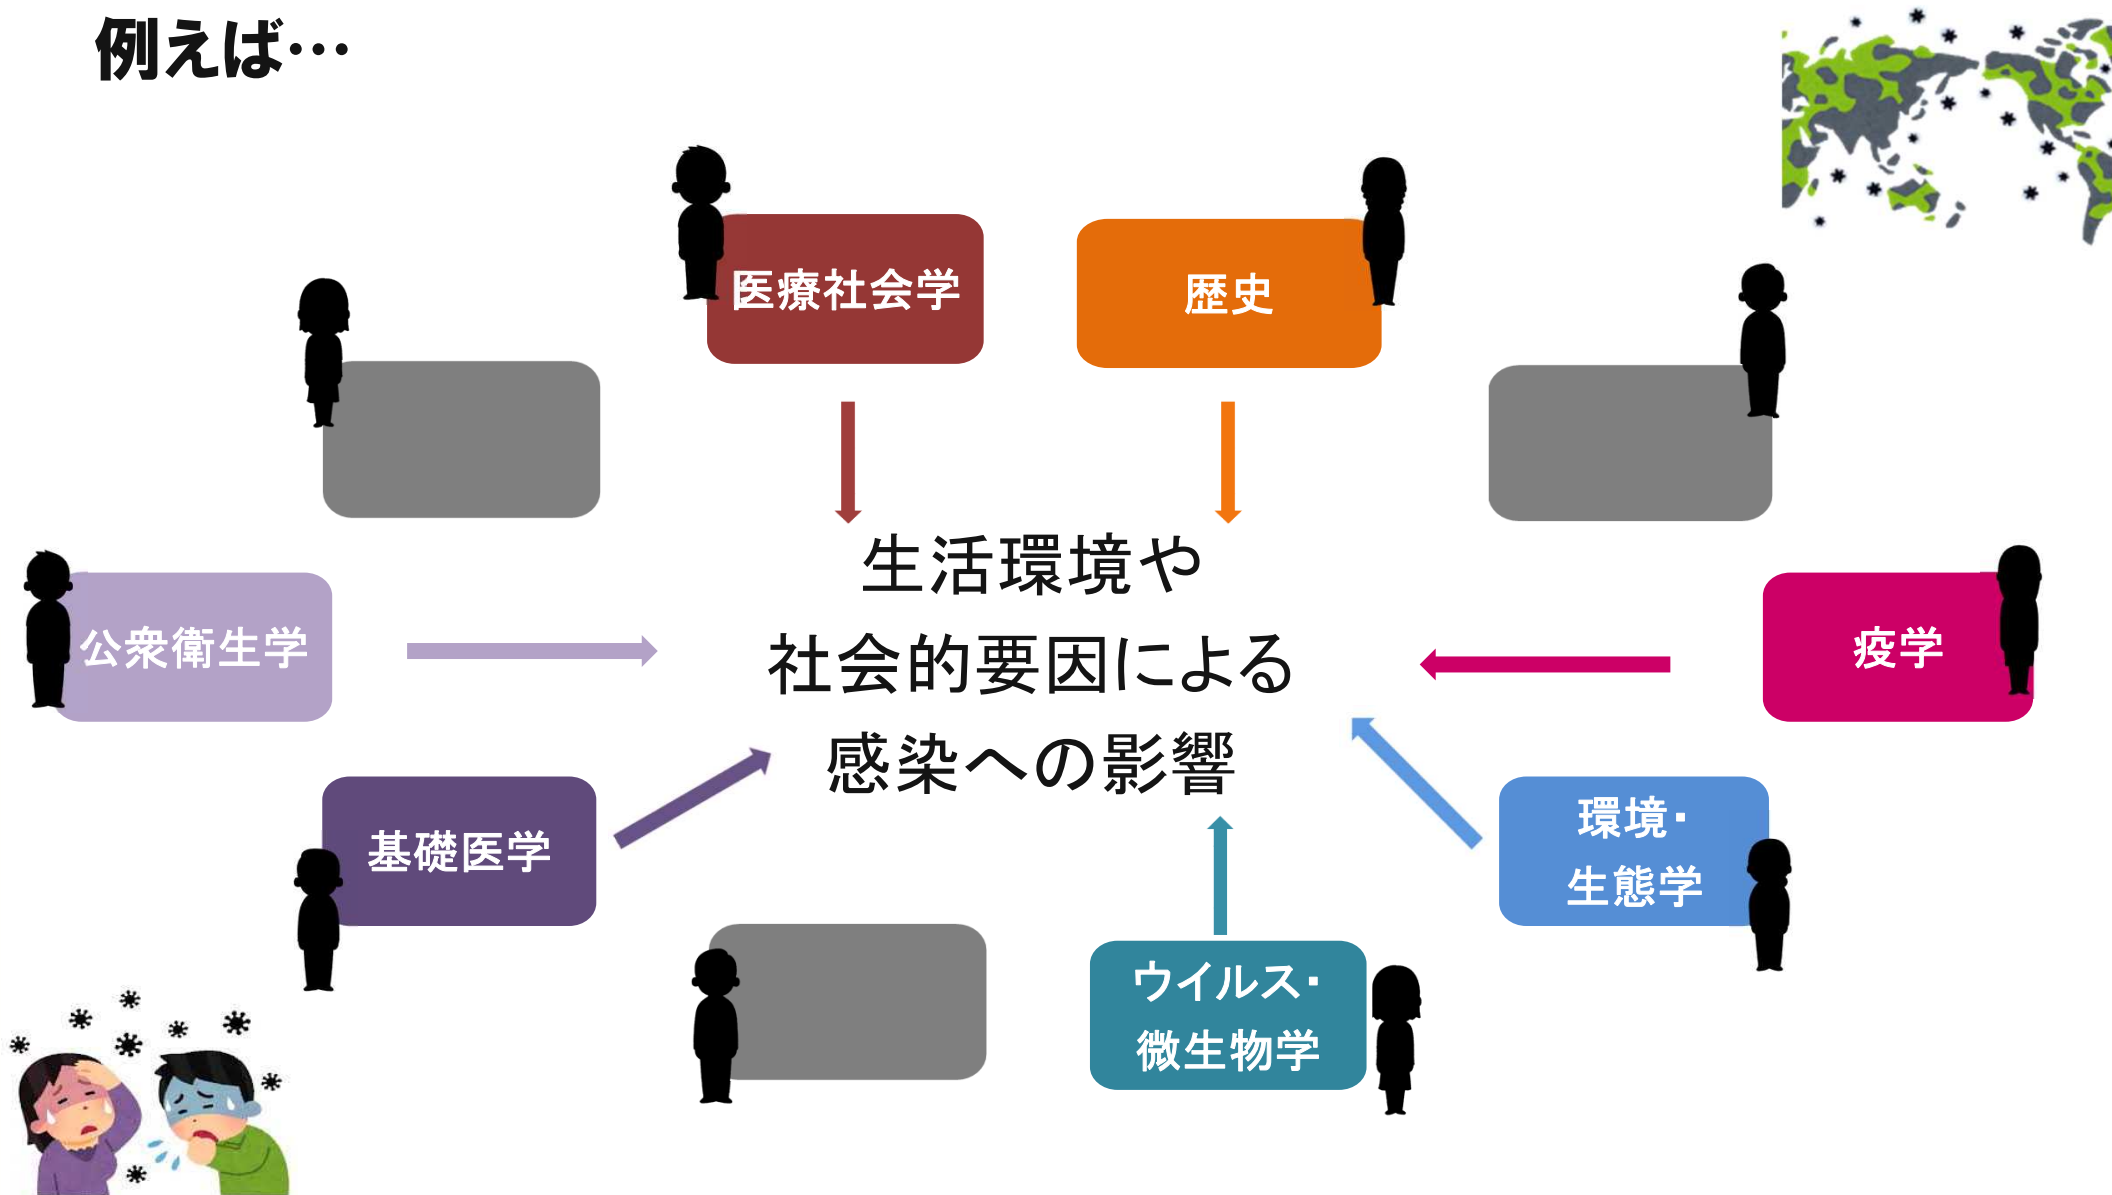 例えば…
医療社会学
歴史
生活環境や
社会的要因による
感染への影響
公衆衛生学
疫学
基礎医学
環境・
生態学
ウイルス・
微生物学